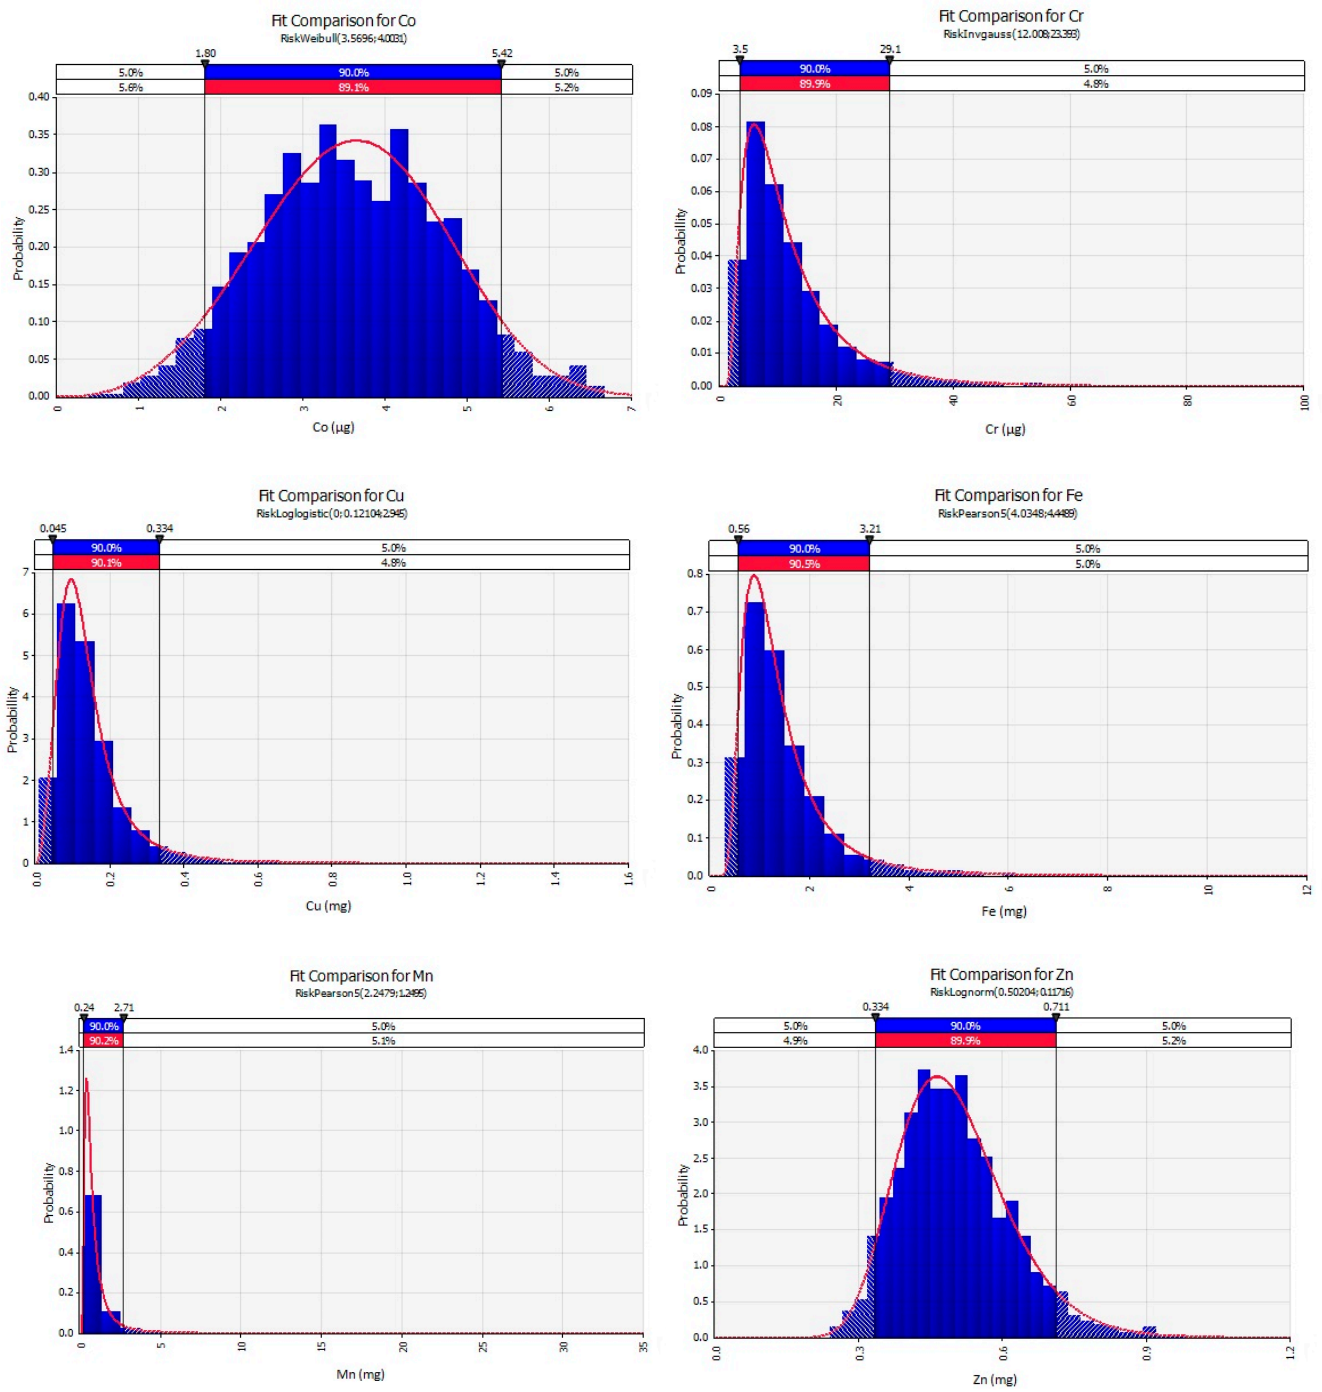 Fit Comparison for Co
RiskWeibull(3.5696;4.0031)
1.80 5.42
5.0% 90.0% 5.0%
5.6% 89.1% 5.2%
0.40
0.35
0.30
0.25
0.20
0.15
0.10
0.05
0.00
Probability
0 1 2 3 4 5 6 7
Co (µg)
Fit Comparison for Cr
RiskInvgauss(12.008;23.393)
3.5 29.1
90.0% 5.0%
89.9% 4.8%
0.09
0.08
0.07
0.06
0.05
0.04
0.03
0.02
0.01
0.00
Probability
0 20 40 60 80 100
Cr (µg)
Fit Comparison for Cu
RiskLoglogistic(0;0.12104;2.945)
0.045 0.334
90.0% 5.0%
90.1% 4.8%
7
6
5
4
3
2
1
0
Probability
0.0 0.2 0.4 0.6 0.8 1.0 1.2 1.4 1.6
Cu (mg)
Fit Comparison for Fe
RiskPearson5(4.0348;4.4489)
0.56 3.21
90.0% 5.0%
90.5% 5.0%
0.8
0.7
0.6
0.5
0.4
0.3
0.2
0.1
0.0
Probability
0 2 4 6 8 10 12
Fe (mg)
Fit Comparison for Mn
RiskPearson5(2.2479;1.2495)
0.24 2.71
90.0% 5.0%
90.2% 5.1%
1.4
1.2
1.0
0.8
0.6
0.4
0.2
0.0
Probability
0 5 10 15 20 25 30 35
Mn (mg)
Fit Comparison for Zn
RiskLognorm(0.50204;0.11716)
0.334 0.711
5.0% 90.0% 5.0%
4.9% 89.9% 5.2%
4.0
3.5
3.0
2.5
2.0
1.5
1.0
0.5
0.0
Probability
0.0 0.3 0.6 0.9 1.2
Zn (mg)